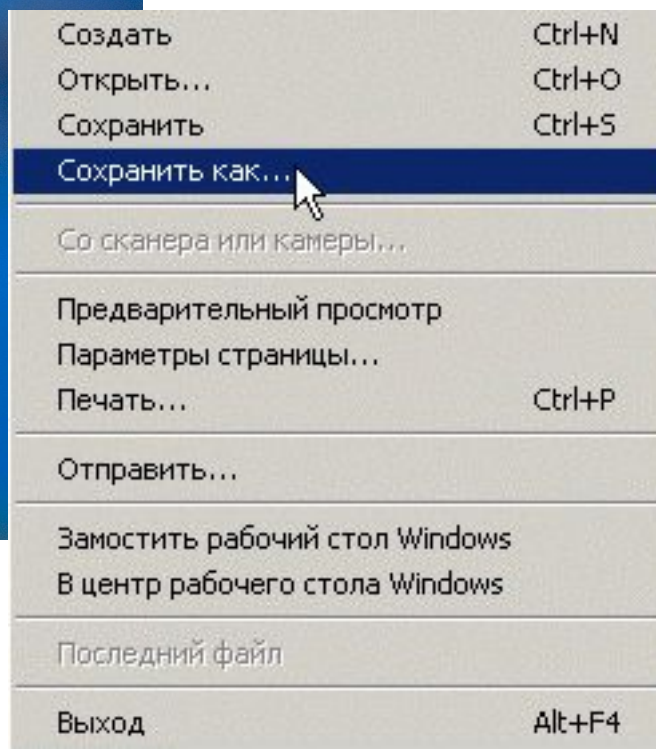 Создать Ctrl+N
Открыть... Ctrl+O
Сохранить Ctrl+S
Сохранить как...
Со сканера или камеры...
Предварительный просмотр
Параметры страницы...
Печать... Ctrl+P
Отправить...
Замостить рабочий стол Windows
В центр рабочего стола Windows
Последний файл
Выход Alt+F4